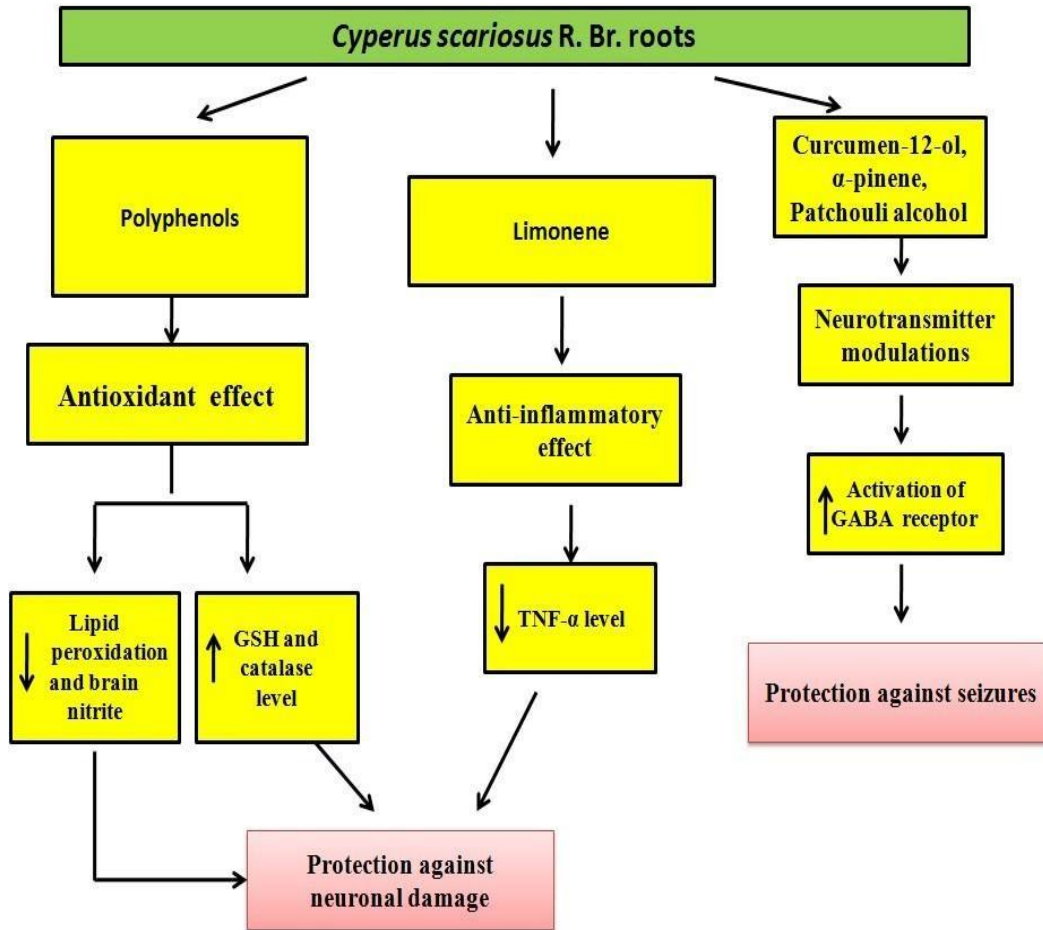 Cyperus scariosus R. Br. roots
Polyphenols
Antioxidant effect
Lipid
peroxidation
and brain
nitrite
GSH and
catalase
level
Limonene
Anti-inflammatory
effect
TNF-α level
Protection against
neuronal damage
Curcumen-12-ol,
α-pinene,
Patchouli alcohol
Neurotransmitter
modulations
Activation of
GABA receptor
Protection against seizures